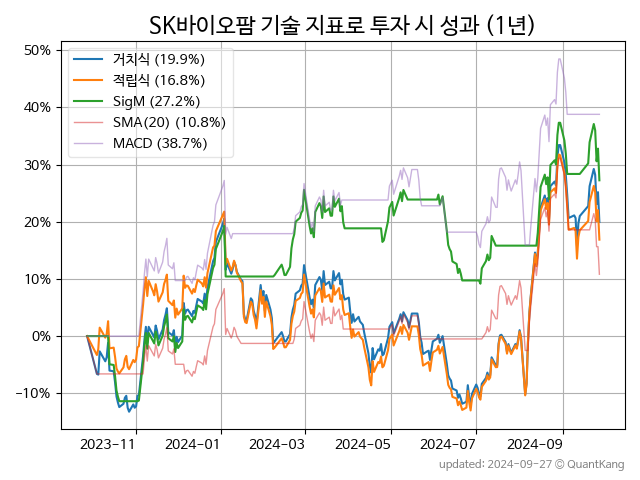 SK바이오팜 기술 지표로 투자 시 성과 (1년)
거치식 (19.9%)
적립식 (16.8%)
SigM (27.2%)
SMA(20) (10.8%)
MACD (38.7%)
50%
40%
30%
20%
10%
0%
−10%
2023-11
2024-01
2024-03
2024-05
2024-07
2024-09
updated: 2024-09-27 @ QuantKang